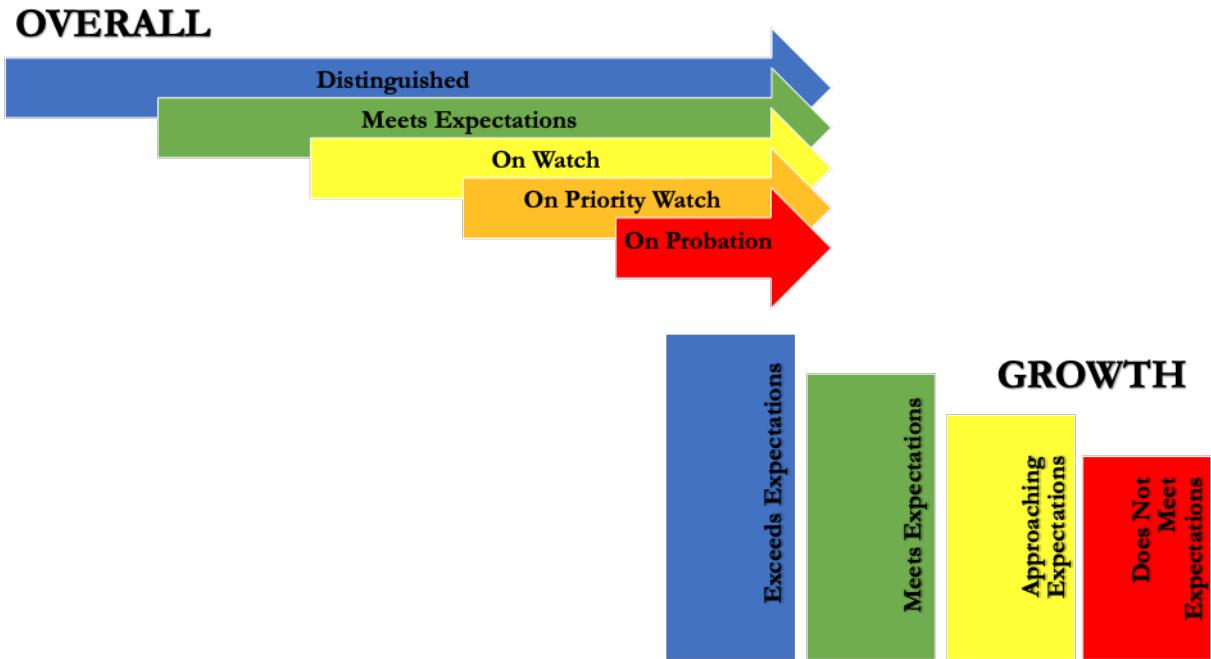 OVERALL
Distinguished
Meets Expectations
On Watch
On Priority Watch
On Probation
GROWTH
Exceeds Expectations
Meets Expectations
Approaching
Expectations
Does Not
Meet
Expectations